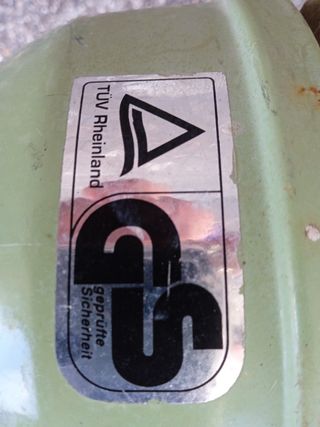 TÜV Rheinland
GS
geprüfte
Sicherheit